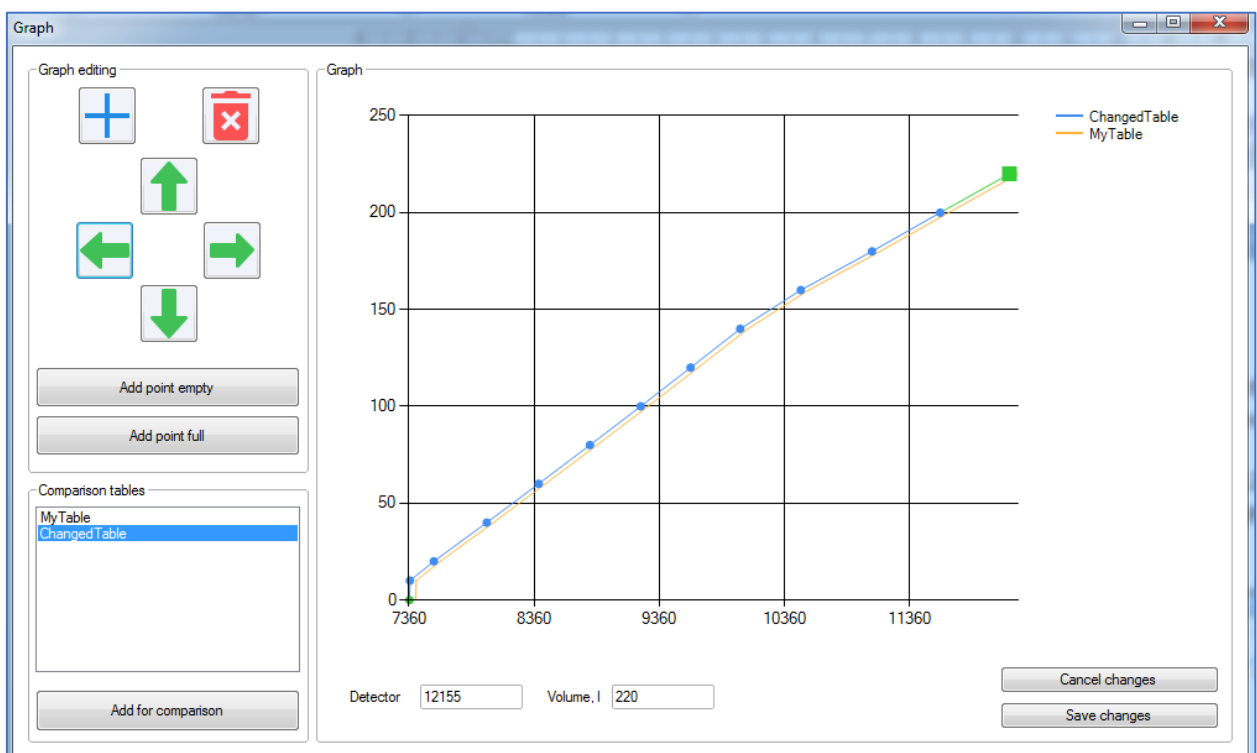 Graph
Graph editing
Add point empty
Add point full
Comparison tables
MyTable
ChangedTable
Add for comparison
Graph
250
200
150
100
50
0
7360 8360 9360 10360 11360
ChangedTable
MyTable
Detector 12155 Volume, l 220
Cancel changes
Save changes